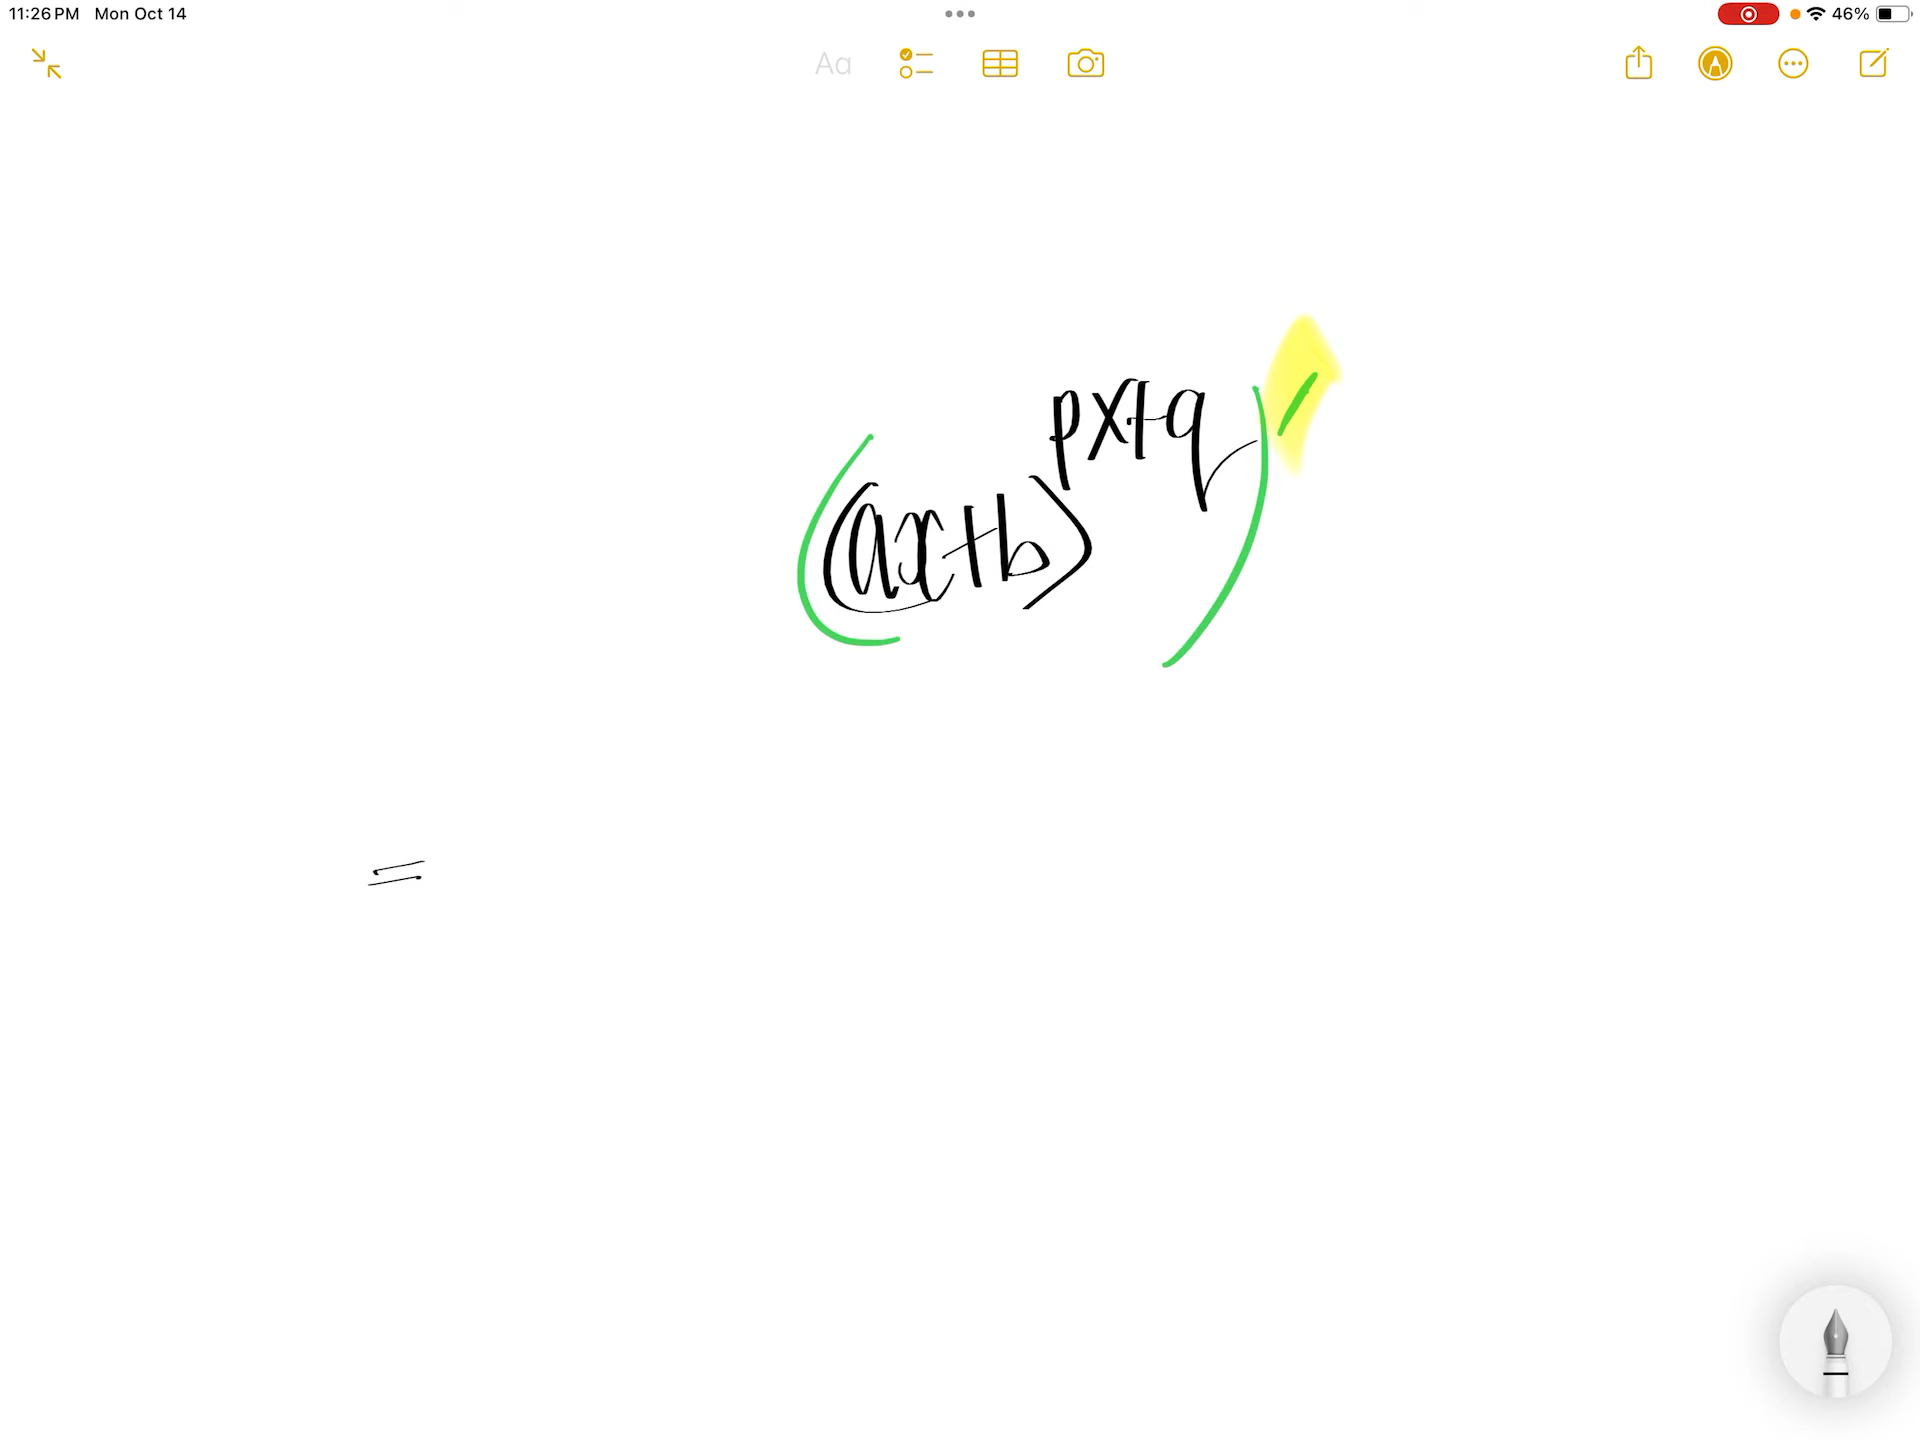 11:26 PM Mon Oct 14
46%
Aa
((ax+b)^{px+q})'
=